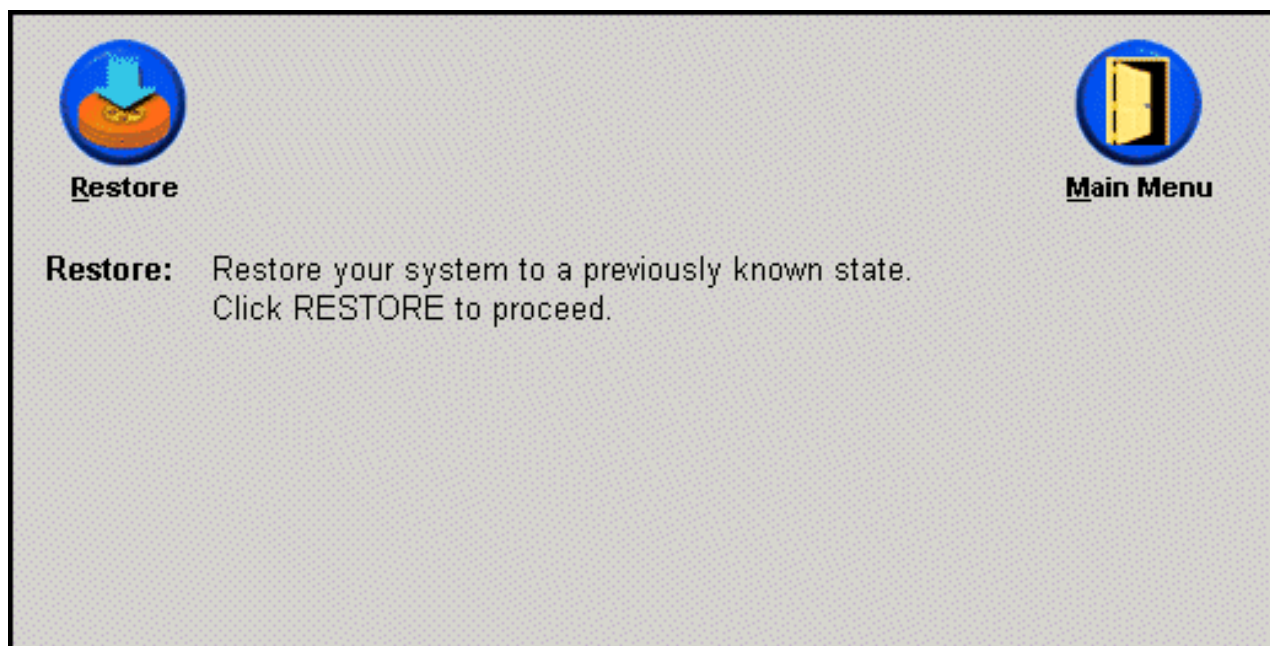 Restore
Main Menu
Restore: Restore your system to a previously known state.
Click RESTORE to proceed.